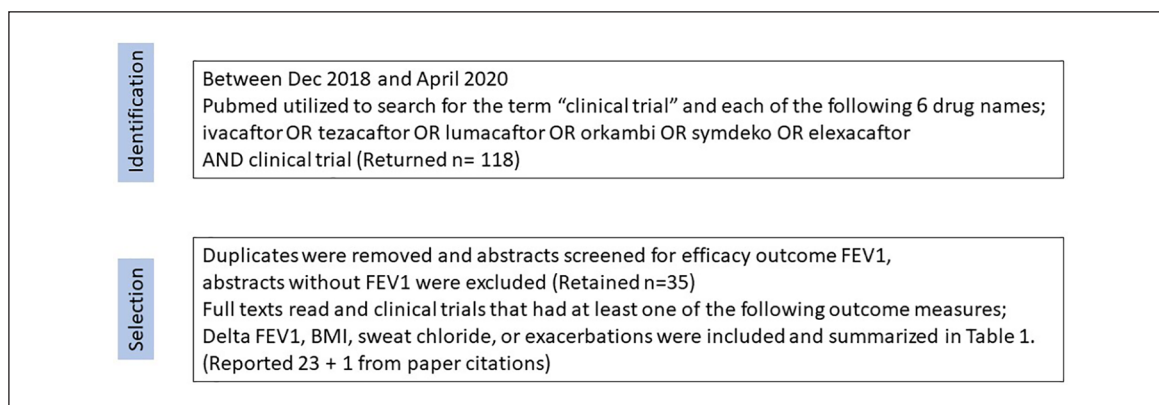 Identification
Between Dec 2018 and April 2020
Pubmed utilized to search for the term “clinical trial” and each of the following 6 drug names;
ivacaftor OR tezacaftor OR lumacaftor OR orkambi OR symdeko OR elexacaftor
AND clinical trial (Returned n= 118)
Selection
Duplicates were removed and abstracts screened for efficacy outcome FEV1,
abstracts without FEV1 were excluded (Retained n=35)
Full texts read and clinical trials that had at least one of the following outcome measures;
Delta FEV1, BMI, sweat chloride, or exacerbations were included and summarized in Table 1.
(Reported 23 + 1 from paper citations)